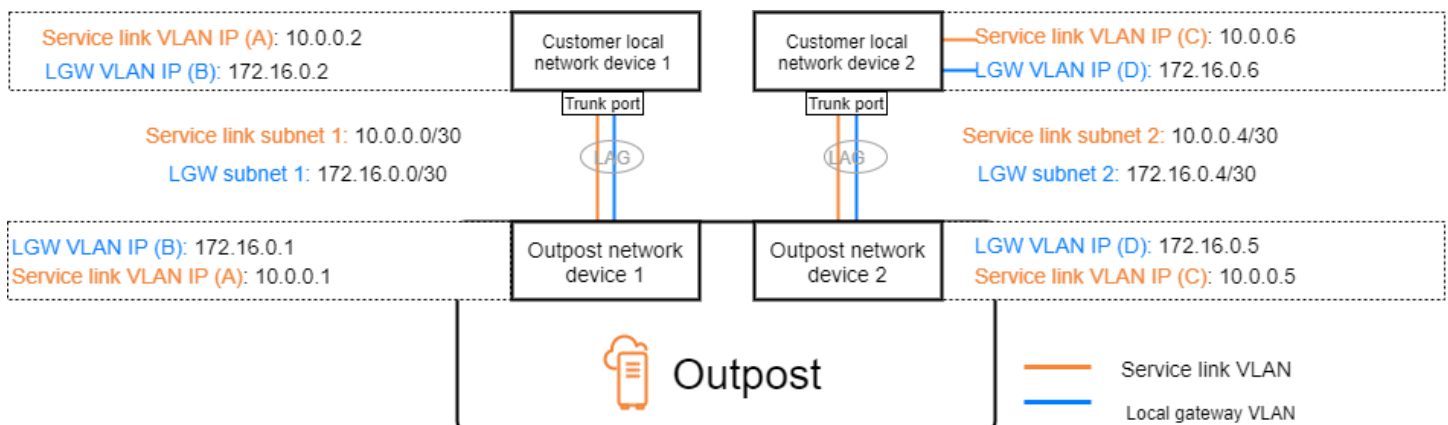 Service link VLAN IP (A): 10.0.0.2
LGW VLAN IP (B): 172.16.0.2
Customer local
network device 1
Customer local
network device 2
Service link VLAN IP (C): 10.0.0.6
LGW VLAN IP (D): 172.16.0.6
Trunk port
Trunk port
Service link subnet 1: 10.0.0.0/30
LGW subnet 1: 172.16.0.0/30
LAG
LAG
Service link subnet 2: 10.0.0.4/30
LGW subnet 2: 172.16.0.4/30
LGW VLAN IP (B): 172.16.0.1
Service link VLAN IP (A): 10.0.0.1
Outpost network
device 1
Outpost network
device 2
LGW VLAN IP (D): 172.16.0.5
Service link VLAN IP (C): 10.0.0.5
Outpost
Service link VLAN
Local gateway VLAN